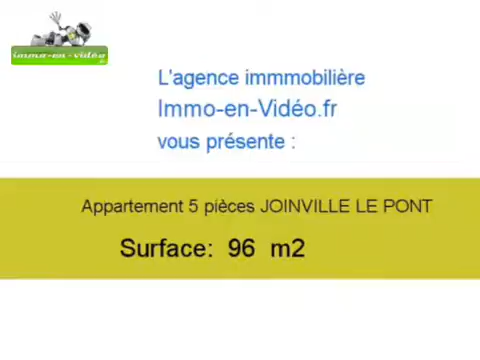 immo-en-vidéo
.fr
L'agence immmobilière
Immo-en-Vidéo.fr
vous présente :
Appartement 5 pièces JOINVILLE LE PONT
Surface: 96 m2